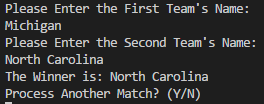 Please Enter the First Team's Name:
Michigan
Please Enter the Second Team's Name:
North Carolina
The Winner is: North Carolina
Process Another Match? (Y/N)